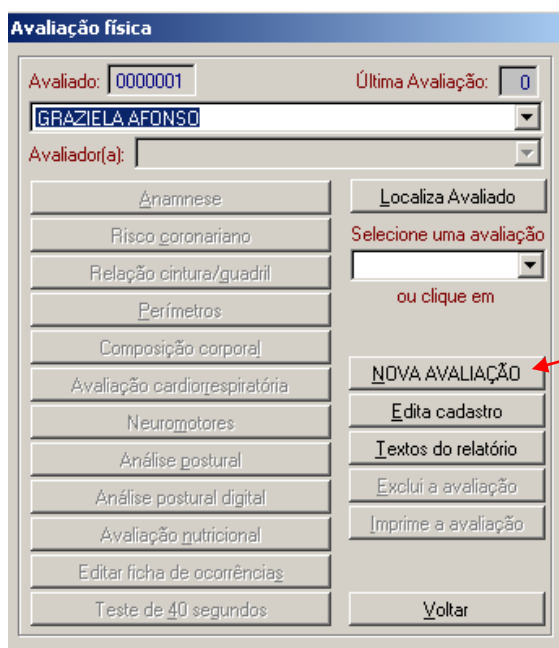 Avaliação física
Avaliado: 0000001 Última Avaliação: 0
GRAZIELA AFONSO
Avaliador(a):
Anamnese
Localiza Avaliado
Risco coronariano
Selecione uma avaliação
Relação cintura/quadril
Perímetros
ou clique em
Composição corporal
Avaliação cardiorrespiratória
NOVA AVALIAÇÃO
Neuromotores
Edita cadastro
Análise postural
Textos do relatório
Análise postural digital
Exclui a avaliação
Avaliação nutricional
Imprime a avaliação
Editar ficha de ocorrências
Teste de 40 segundos
Voltar